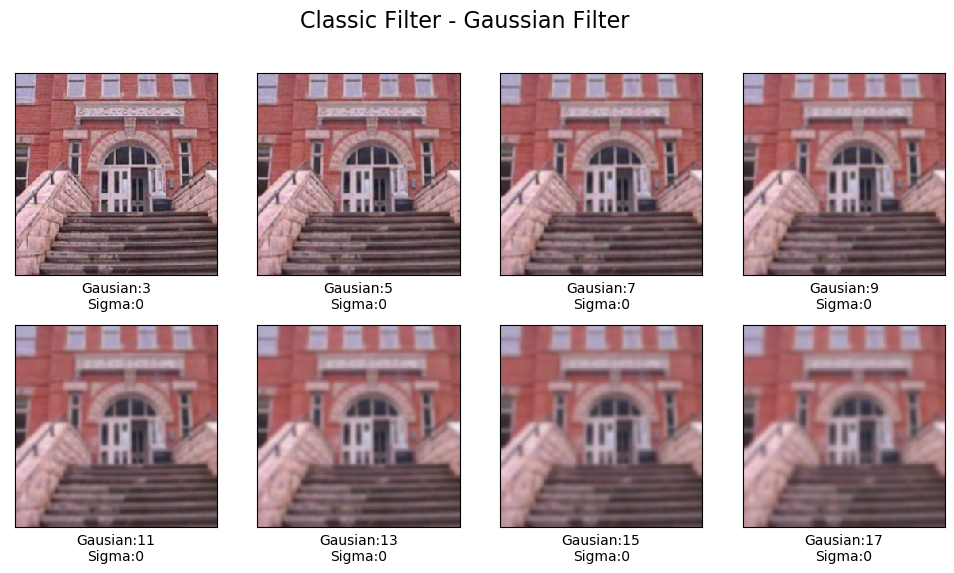 Classic Filter - Gaussian Filter
Gausian:3
Sigma:0
Gausian:5
Sigma:0
Gausian:7
Sigma:0
Gausian:9
Sigma:0
Gausian:11
Sigma:0
Gausian:13
Sigma:0
Gausian:15
Sigma:0
Gausian:17
Sigma:0